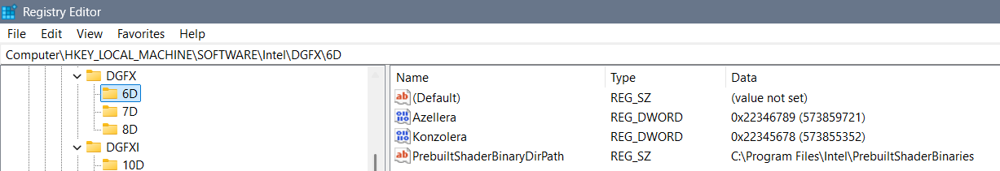 Registry Editor
File Edit View Favorites Help
Computer\HKEY_LOCAL_MACHINE\SOFTWARE\Intel\DGFX\6D
DGFX
6D
7D
8D
DGFXI
10D
Name Type Data
(Default) REG_SZ (value not set)
Azellera REG_DWORD 0x22346789 (573859721)
Konzolera REG_DWORD 0x22345678 (573855352)
PrebuiltShaderBinaryDirPath REG_SZ C:\Program Files\Intel\PrebuiltShaderBinaries